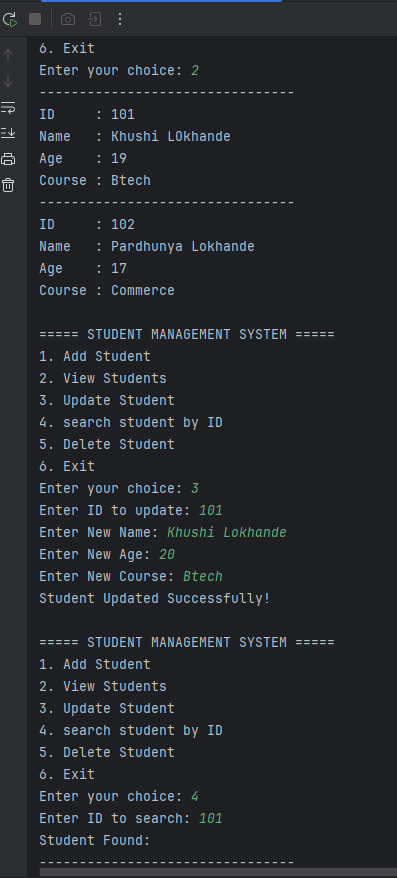 6. Exit
Enter your choice: 2
--------------------------------
ID     : 101
Name   : Khushi LOkhande
Age    : 19
Course : Btech
--------------------------------
ID     : 102
Name   : Pardhunya Lokhande
Age    : 17
Course : Commerce

===== STUDENT MANAGEMENT SYSTEM =====
1. Add Student
2. View Students
3. Update Student
4. search student by ID
5. Delete Student
6. Exit
Enter your choice: 3
Enter ID to update: 101
Enter New Name: Khushi Lokhande
Enter New Age: 20
Enter New Course: Btech
Student Updated Successfully!

===== STUDENT MANAGEMENT SYSTEM =====
1. Add Student
2. View Students
3. Update Student
4. search student by ID
5. Delete Student
6. Exit
Enter your choice: 4
Enter ID to search: 101
Student Found:
--------------------------------